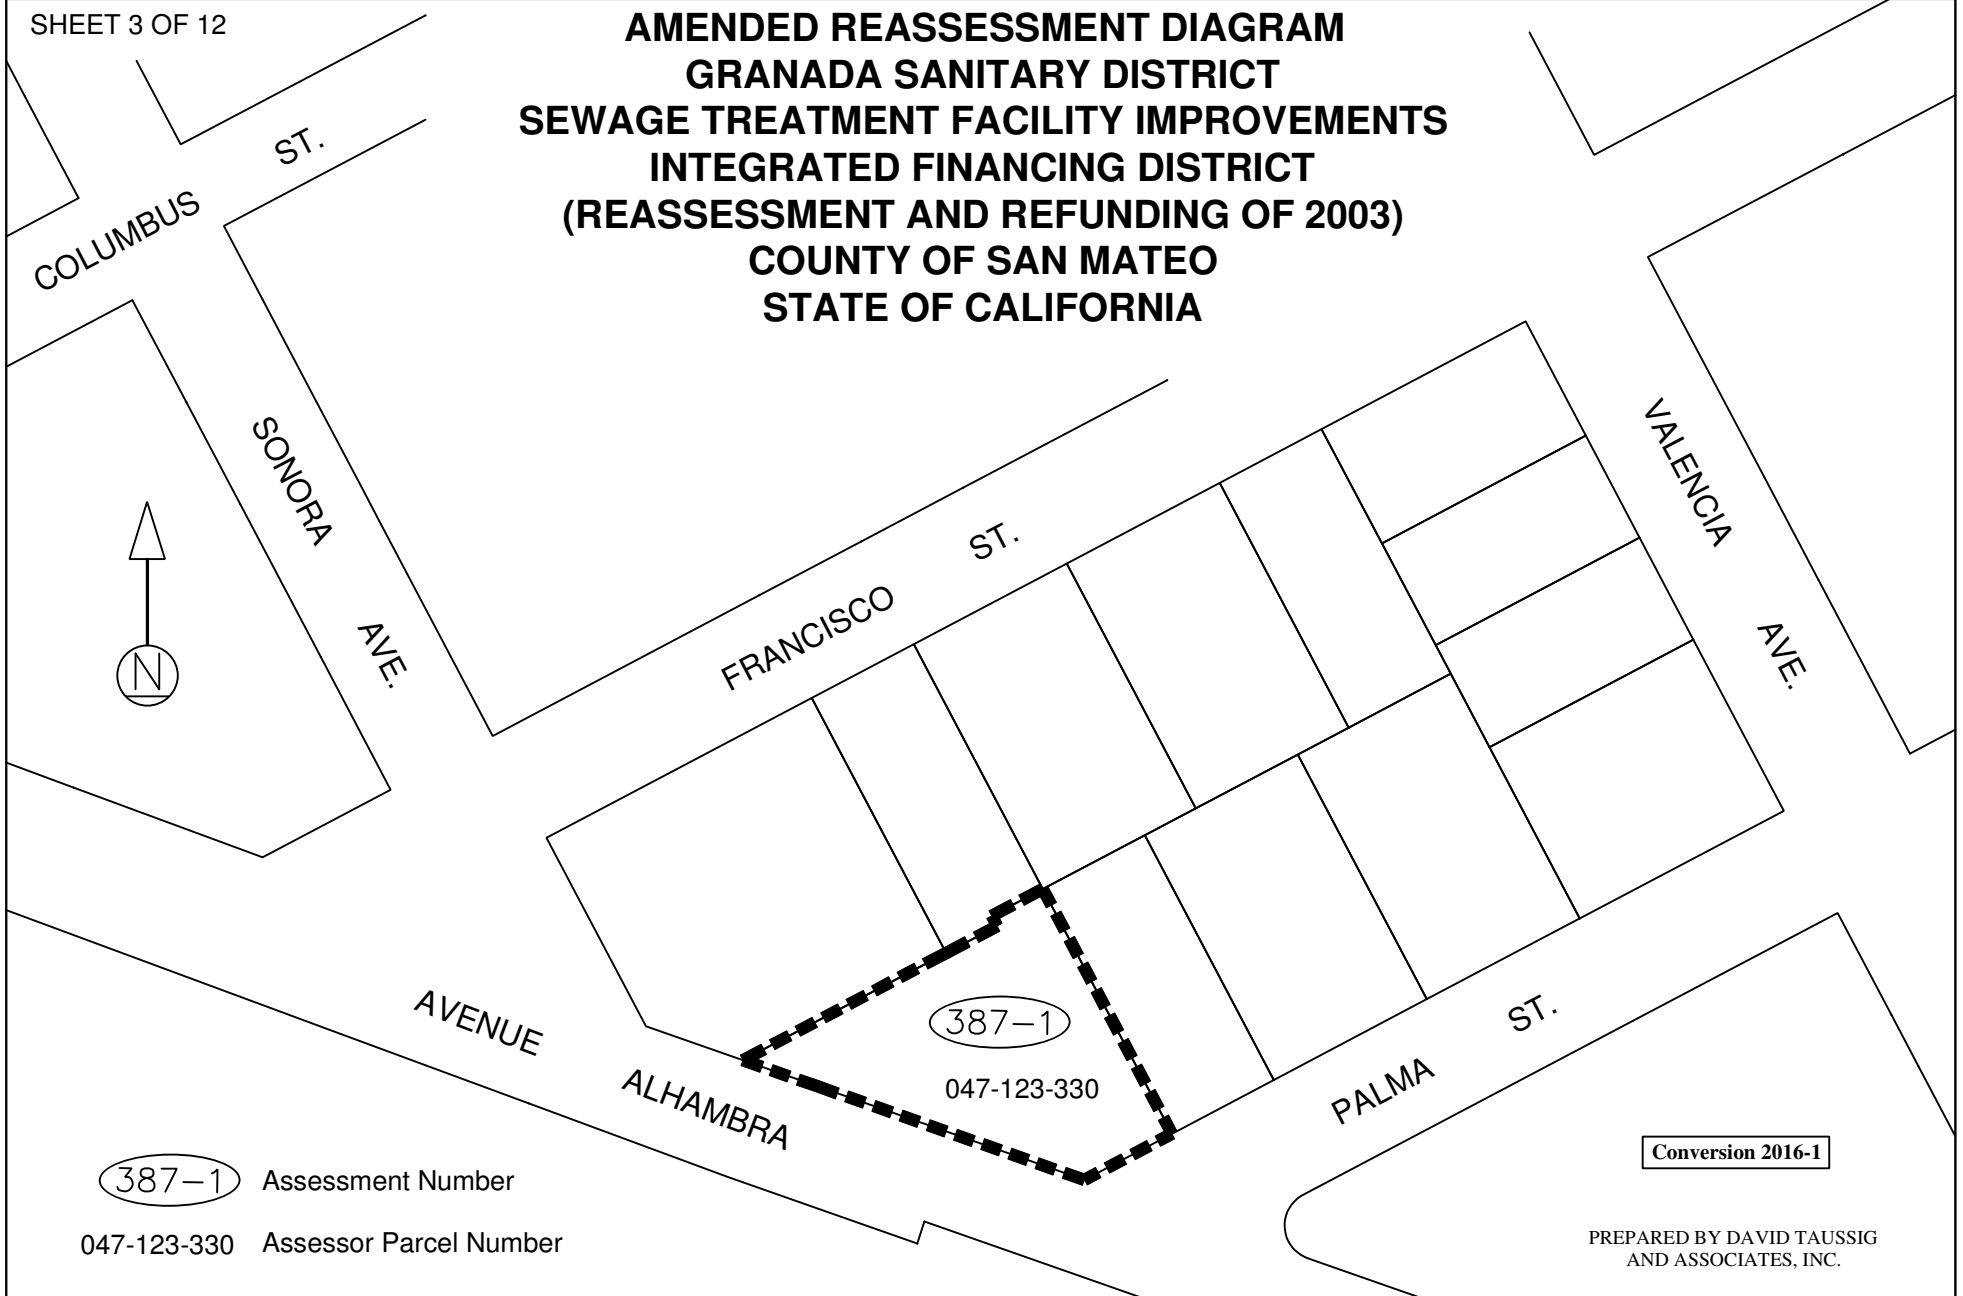 SHEET 3 OF 12
AMENDED REASSESSMENT DIAGRAM
GRANADA SANITARY DISTRICT
SEWAGE TREATMENT FACILITY IMPROVEMENTS
INTEGRATED FINANCING DISTRICT
(REASSESSMENT AND REFUNDING OF 2003)
COUNTY OF SAN MATEO
STATE OF CALIFORNIA
COLUMBUS ST.
SONORA AVE.
FRANCISCO ST.
VALENCIA AVE.
N
AVENUE ALHAMBRA
387-1
047-123-330
PALMA ST.
387-1 Assessment Number
047-123-330 Assessor Parcel Number
Conversion 2016-1
PREPARED BY DAVID TAUSSIG
AND ASSOCIATES, INC.